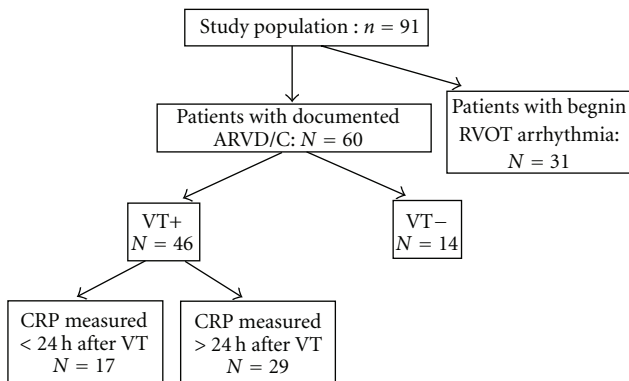 Study population : n = 91
Patients with documented
ARVD/C: N = 60
Patients with begnin
RVOT arrhythmia:
N = 31
VT+
N = 46
VT−
N = 14
CRP measured
< 24 h after VT
N = 17
CRP measured
> 24 h after VT
N = 29